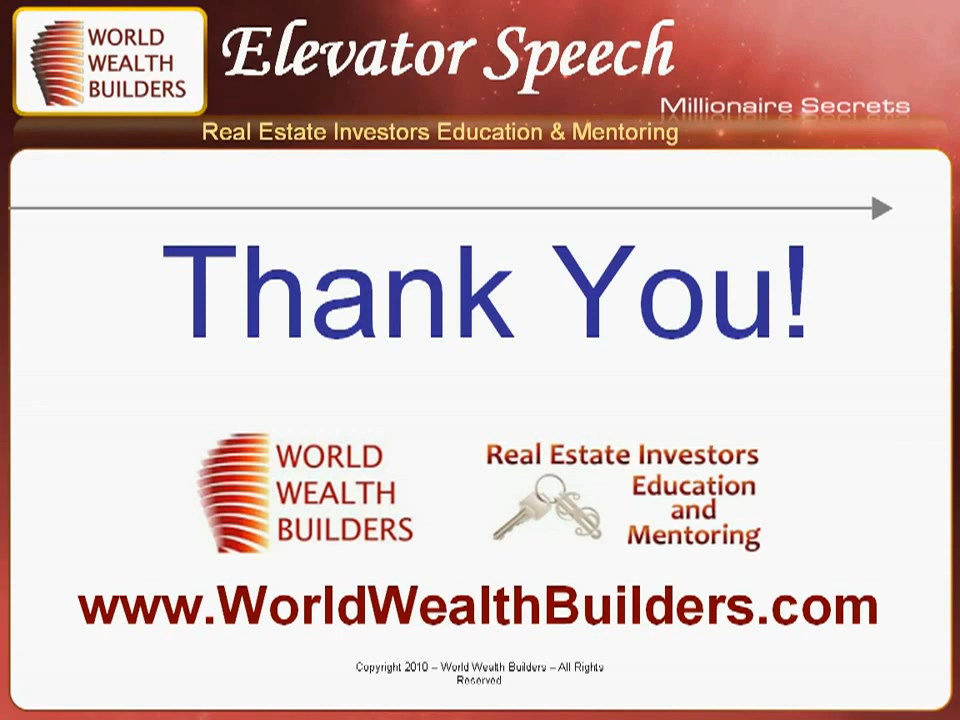 WORLD
WEALTH
BUILDERS
Elevator Speech
Millionaire Secrets
Real Estate Investors Education & Mentoring
Thank You!
WORLD
WEALTH
BUILDERS
Real Estate Investors
Education
and
Mentoring
www.WorldWealthBuilders.com
Copyright 2010 – World Wealth Builders – All Rights
Reserved